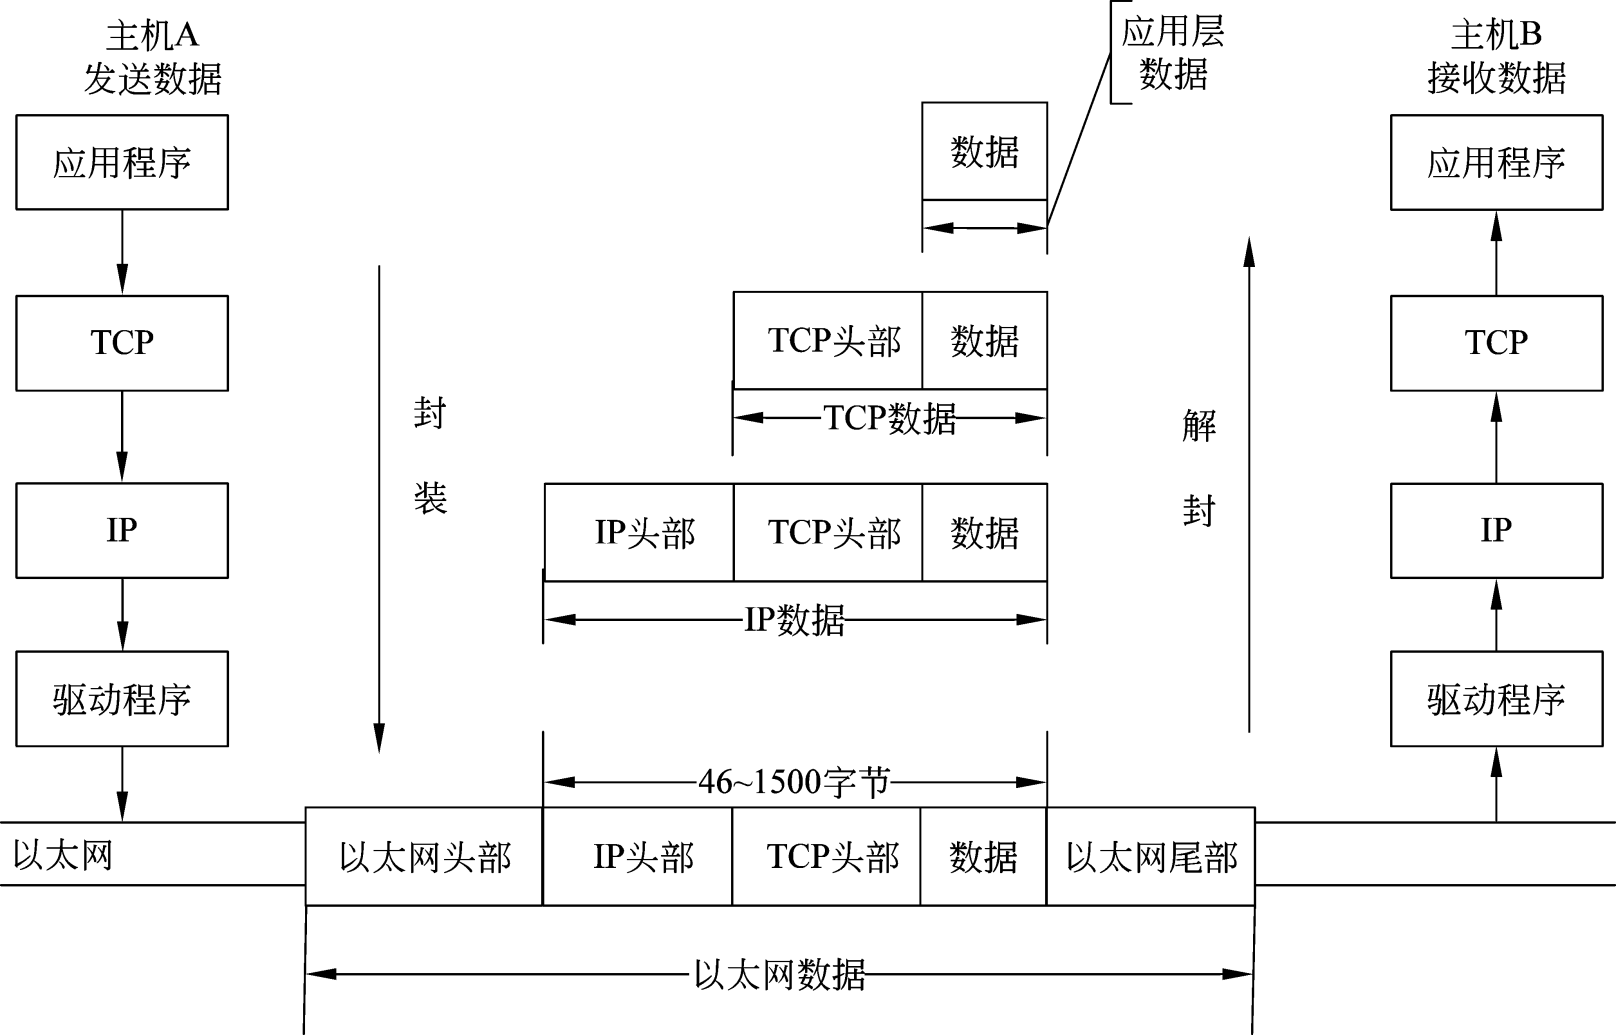 主机A
发送数据
应用程序
TCP
IP
驱动程序
以太网
封
装
应用层
数据
数据
TCP头部
数据
TCP数据
IP头部
TCP头部
数据
IP数据
46~1500字节
以太网头部
IP头部
TCP头部
数据
以太网尾部
以太网数据
解
封
主机B
接收数据
应用程序
TCP
IP
驱动程序